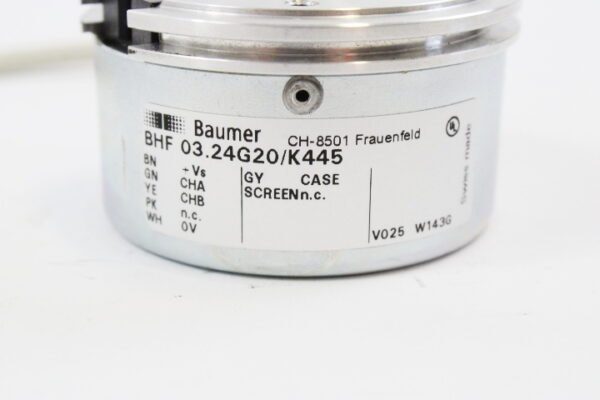 Baumer CH-8501 Frauenfeld
BHF 03.24G20/K445
BN +Vs GY CASE
GN CHA SCREEN n.c.
YE CHB
PK n.c.
WH 0V
V025 W143G
Swiss made